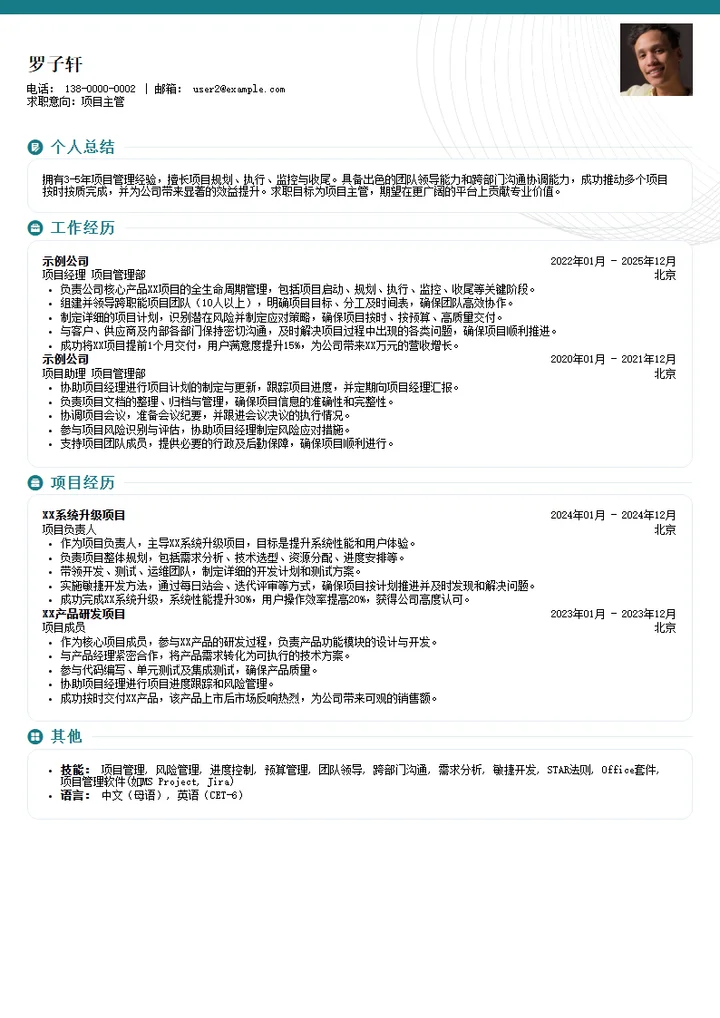 罗子轩
电话： 138-0000-0002 | 邮箱： user2@example.com
求职意向：项目主管
个人总结
拥有3-5年项目管理经验，擅长项目规划、执行、监控与收尾。具备出色的团队领导能力和跨部门沟通协调能力，成功推动多个项目
按时按质完成，并为公司带来显著的效益提升。求职目标为项目主管，期望在更广阔的平台上贡献专业价值。
工作经历
示例公司 2022年01月 - 2025年12月
项目经理 项目管理部 北京
• 负责公司核心产品XX项目的全生命周期管理，包括项目启动、规划、执行、监控、收尾等关键阶段。
• 组建并领导跨职能项目团队（10人以上），明确项目目标、分工及时间表，确保团队高效协作。
• 制定详细的项目计划，识别潜在风险并制定应对策略，确保项目按时、按预算、高质量交付。
• 与客户、供应商及内部各部门保持密切沟通，及时解决项目过程中出现的各类问题，确保项目顺利推进。
• 成功将XX项目提前1个月交付，用户满意度提升15%，为公司带来XX万元的营收增长。
示例公司 2020年01月 - 2021年12月
项目助理 项目管理部 北京
• 协助项目经理进行项目计划的制定与更新，跟踪项目进度，并定期向项目经理汇报。
• 负责项目文档的整理、归档与管理，确保项目信息的准确性和完整性。
• 协调项目会议，准备会议纪要，并跟进会议决议的执行情况。
• 参与项目风险识别与评估，协助项目经理制定风险应对措施。
• 支持项目团队成员，提供必要的行政及后勤保障，确保项目顺利进行。
项目经历
XX系统升级项目 2024年01月 - 2024年12月
项目负责人 北京
• 作为项目负责人，主导XX系统升级项目，目标是提升系统性能和用户体验。
• 负责项目整体规划，包括需求分析、技术选型、资源分配、进度安排等。
• 带领开发、测试、运维团队，制定详细的开发计划和测试方案。
• 实施敏捷开发方法，通过每日站会、迭代评审等方式，确保项目按计划推进并及时发现和解决问题。
• 成功完成XX系统升级，系统性能提升30%，用户操作效率提高20%，获得公司高度认可。
XX产品研发项目 2023年01月 - 2023年12月
项目成员 北京
• 作为核心项目成员，参与XX产品的研发过程，负责产品功能模块的设计与开发。
• 与产品经理紧密合作，将产品需求转化为可执行的技术方案。
• 参与代码编写、单元测试及集成测试，确保产品质量。
• 协助项目经理进行项目进度跟踪和风险管理。
• 成功按时交付XX产品，该产品上市后市场反响热烈，为公司带来可观的销售额。
其他
• 技能： 项目管理, 风险管理, 进度控制, 预算管理, 团队领导, 跨部门沟通, 需求分析, 敏捷开发, STAR法则, Office套件,
项目管理软件(如MS Project, Jira)
• 语言： 中文（母语）, 英语（CET-6）